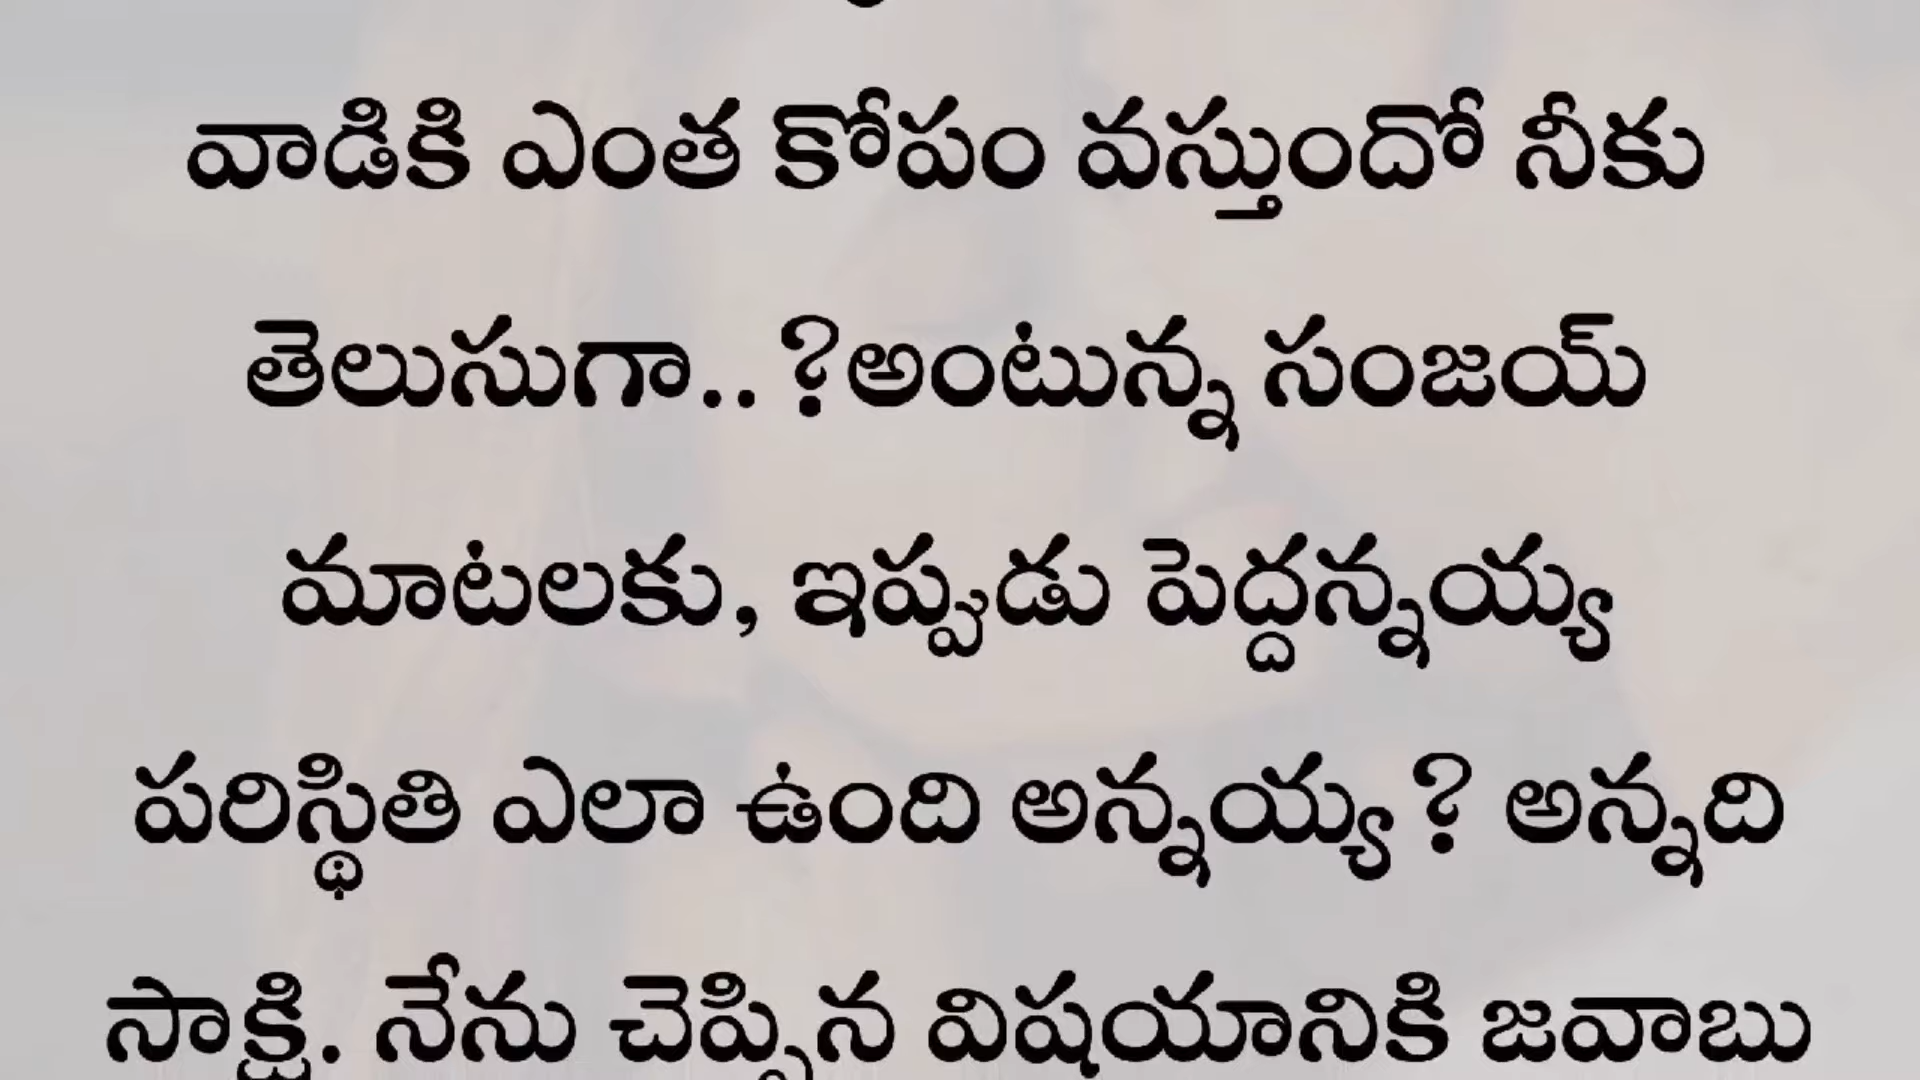 వాడికి ఎంత కోపం వస్తుందో నీకు
తెలుసుగా.. ?అంటున్న సంజయ్
మాటలకు, ఇప్పుడు పెద్దన్నయ్య
పరిస్థితి ఎలా ఉంది అన్నయ్య? అన్నది
సాక్షి. నేను చెప్పిన విషయానికి జవాబు